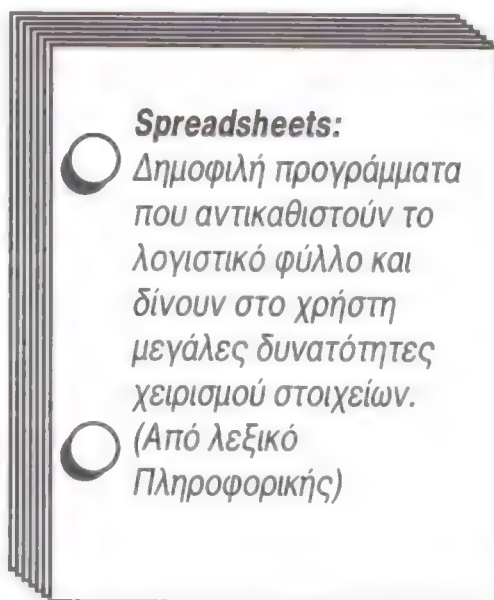 Spreadsheets:
Δημοφιλή προγράμματα
που αντικαθιστούν το
λογιστικό φύλλο και
δίνουν στο χρήστη
μεγάλες δυνατότητες
χειρισμού στοιχείων.
(Από λεξικό
Πληροφορικής)